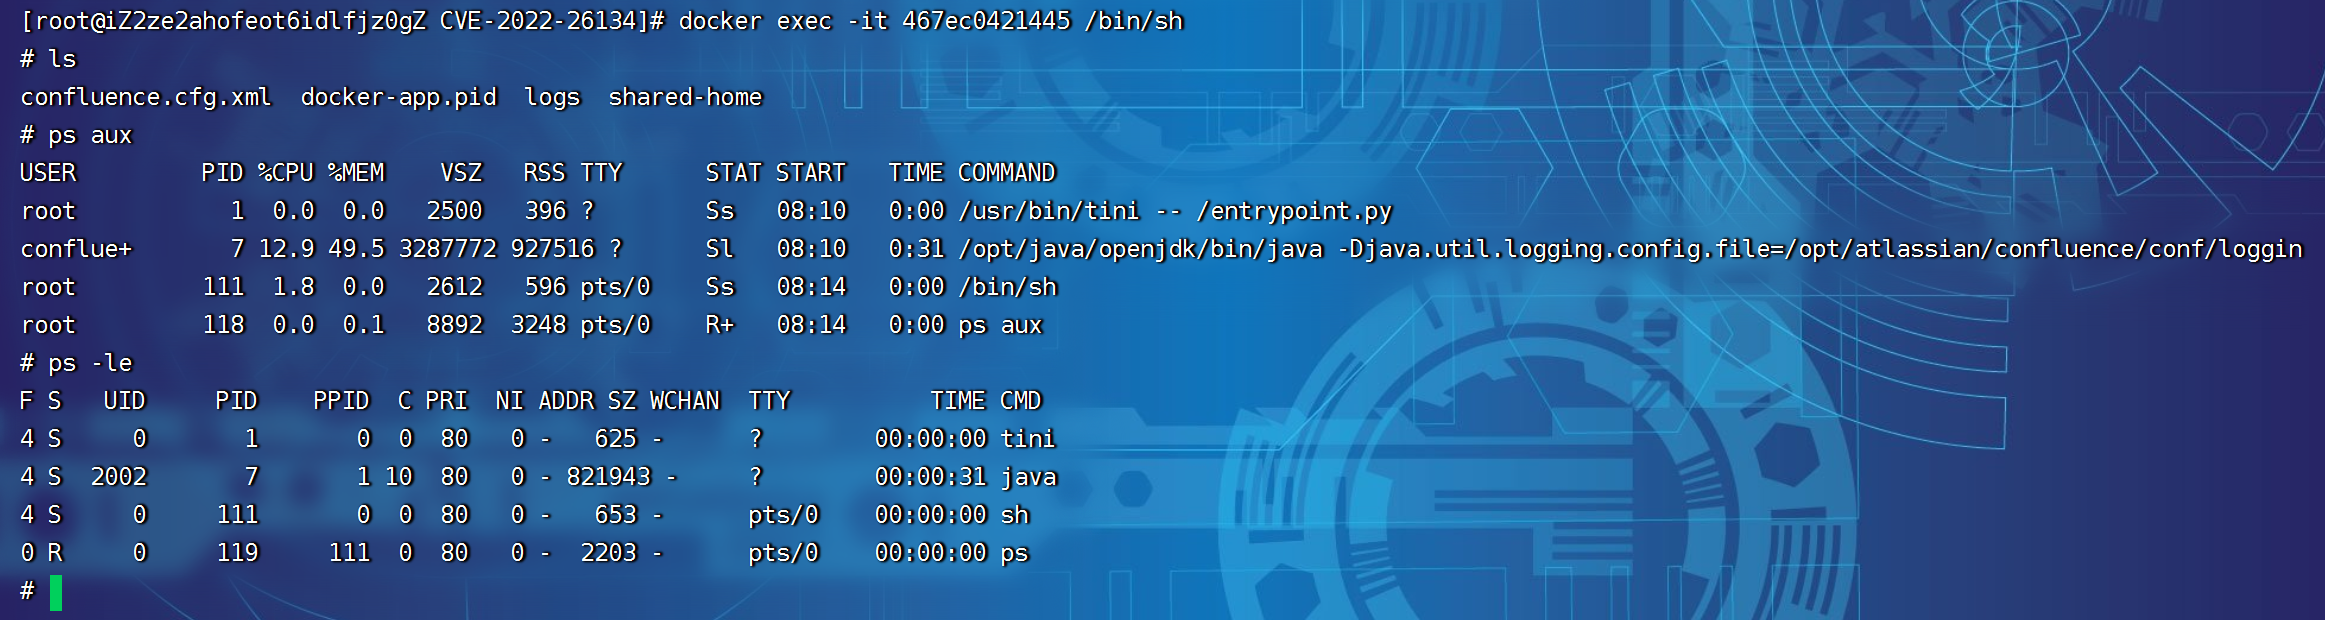 [root@iZ2ze2ahofeot6idlfjz0gZ CVE-2022-26134]# docker exec -it 467ec0421445 /bin/sh
# ls
confluence.cfg.xml  docker-app.pid  logs  shared-home
# ps aux
USER         PID %CPU %MEM    VSZ   RSS TTY      STAT START   TIME COMMAND
root           1  0.0  0.0   2500   396 ?        Ss   08:10   0:00 /usr/bin/tini -- /entrypoint.py
conflue+       7 12.9 49.5 3287772 927516 ?      Sl   08:10   0:31 /opt/java/openjdk/bin/java -Djava.util.logging.config.file=/opt/atlassian/confluence/conf/loggin
root         111  1.8  0.0   2612   596 pts/0    Ss   08:14   0:00 /bin/sh
root         118  0.0  0.1   8892  3248 pts/0    R+   08:14   0:00 ps aux
# ps -le
F S   UID     PID    PPID  C PRI  NI ADDR SZ WCHAN  TTY          TIME CMD
4 S     0       1       0  0  80   0 -   625 -      ?        00:00:00 tini
4 S  2002       7       1 10  80   0 - 821943 -     ?        00:00:31 java
4 S     0     111       0  0  80   0 -   653 -      pts/0    00:00:00 sh
0 R     0     119     111  0  80   0 -  2203 -      pts/0    00:00:00 ps
#